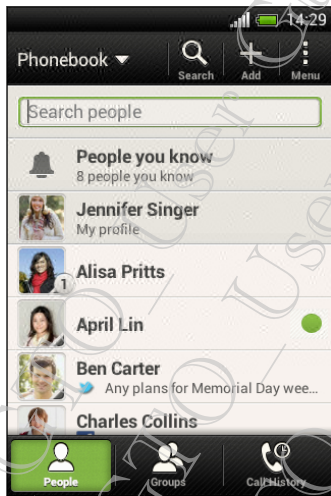 14:29
Phonebook
Search
Add
Menu
Search people
People you know
8 people you know
Jennifer Singer
My profile
1
Alisa Pritts
April Lin
Ben Carter
Any plans for Memorial Day wee...
Charles Collins
People
Groups
Call History